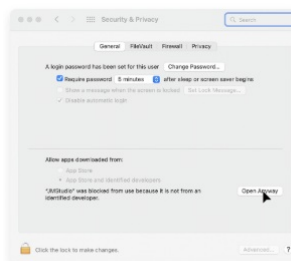 Security & Privacy
Search
General FileVault Firewall Privacy
A login password has been set for this user Change Password...
Require password 5 minutes after sleep or screen saver begins
Show a message when the screen is locked Set Lock Message...
Disable automatic login
Allow apps downloaded from:
App Store
App Store and identified developers
was blocked from use because it is not from an Open Anyway
identified developer.
Click the lock to make changes. Advanced... ?